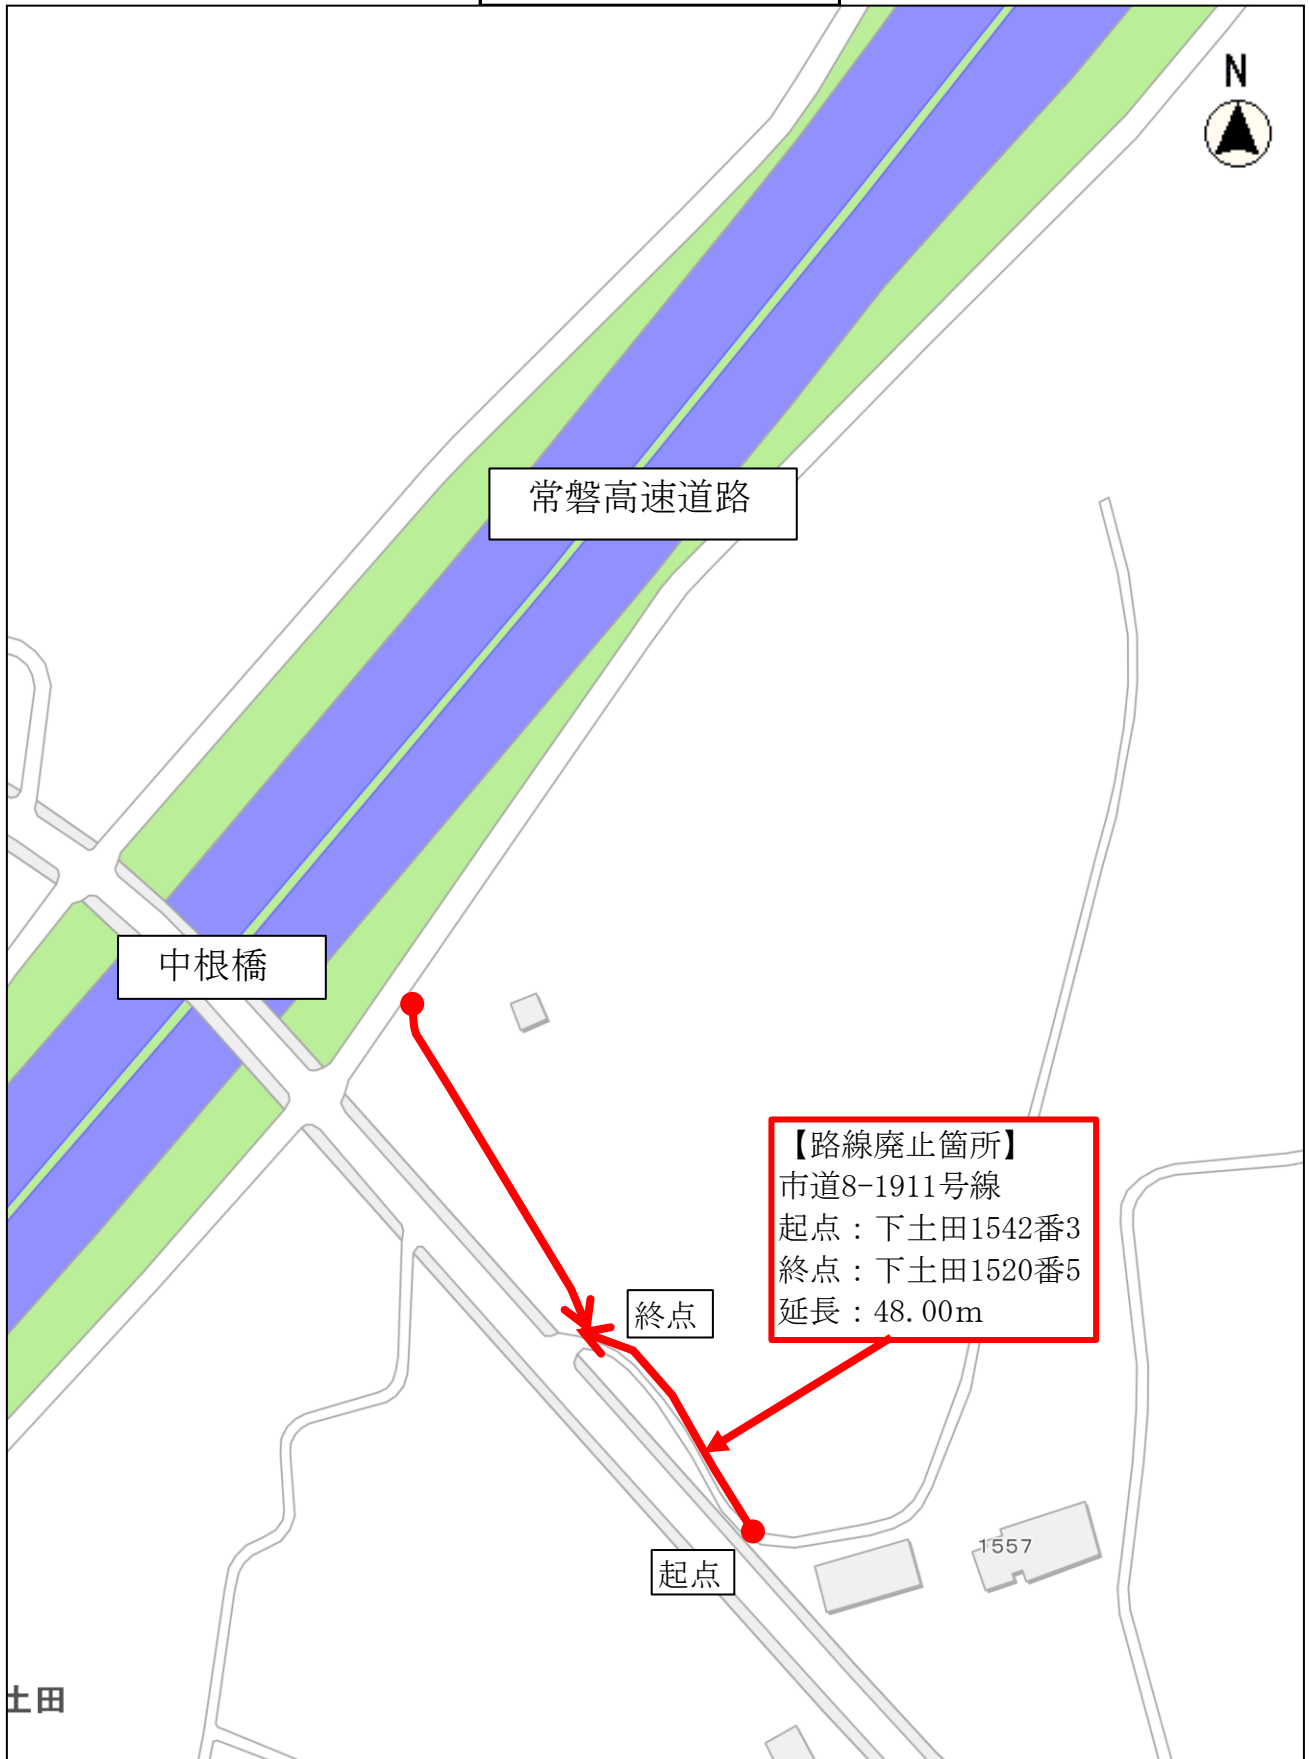 N
常磐高速道路
中根橋
【路線廃止箇所】
市道8-1911号線
起点：下土田1542番3
終点：下土田1520番5
延長：48.00m
終点
起点
1557
土田